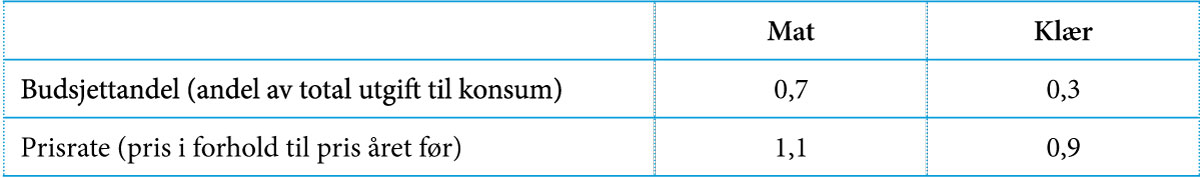 Mat Klær
Budsjettandel (andel av total utgift til konsum) 0,7 0,3
Prisrate (pris i forhold til pris året før) 1,1 0,9